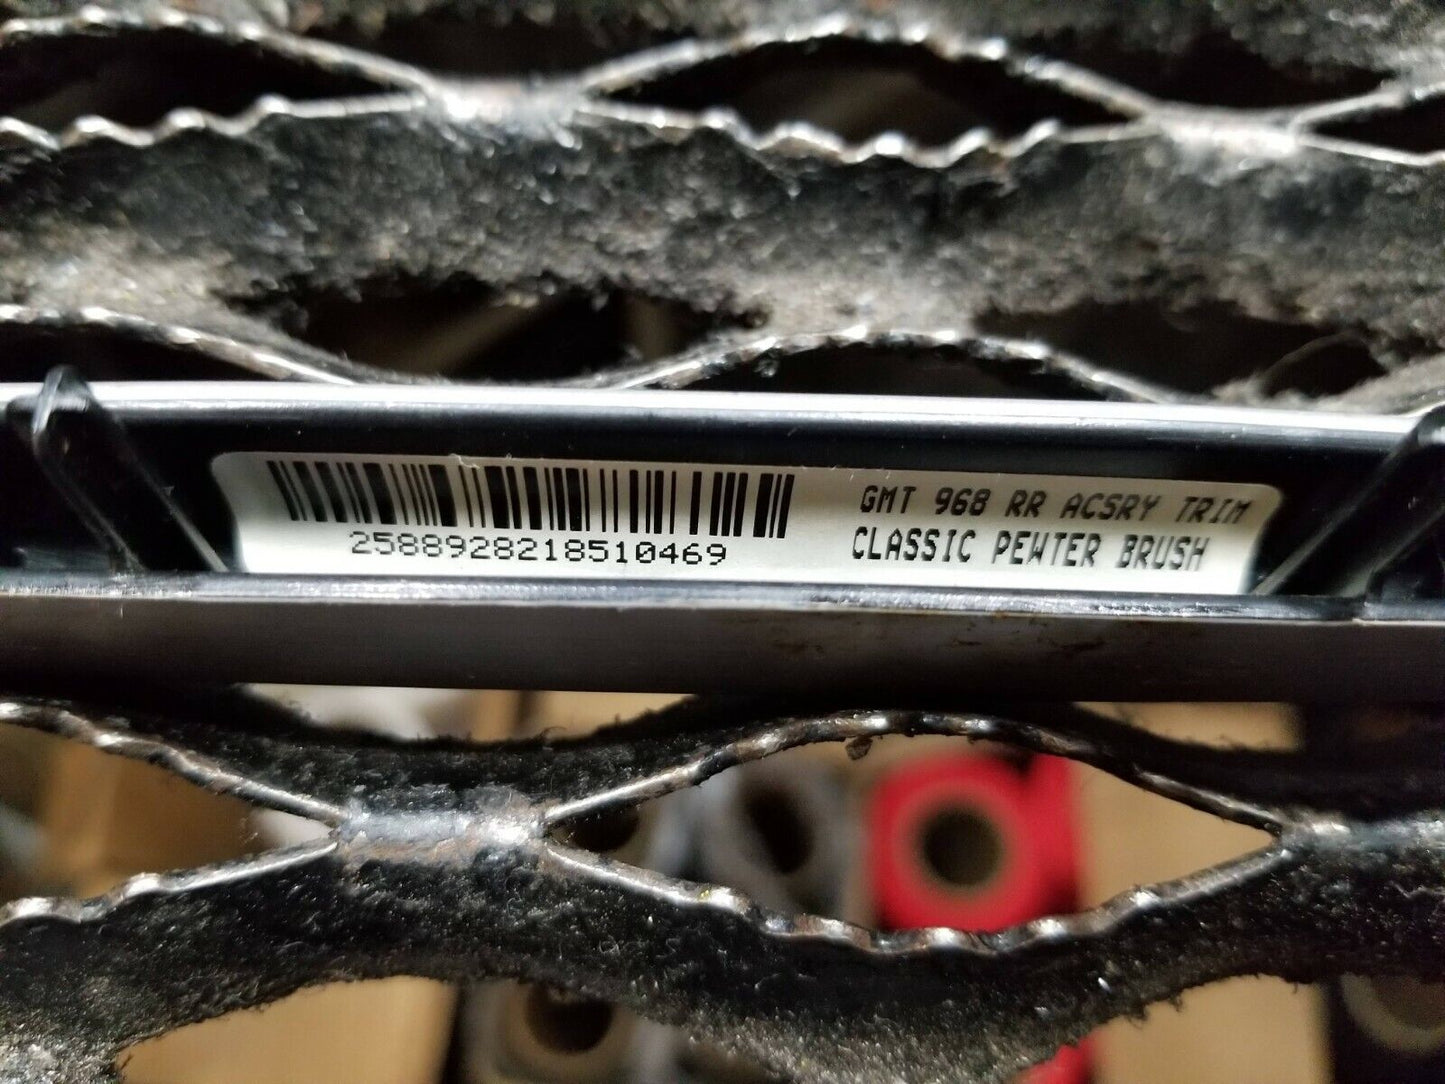 GMT 968 RR ACSRY TRIM
2588928218510469 CLASSIC PEWTER BRUSH